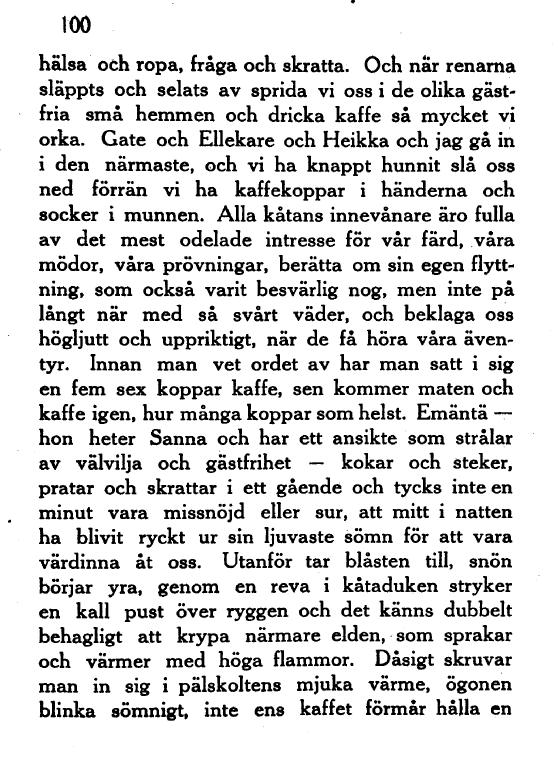 100
hälsa och ropa, fråga och skratta. Och när renarna
släppts och selats av sprida vi oss i de olika gäst-
fria små hemmen och dricka kaffe så mycket vi
orka. Gate och Ellekare och Heikka och jag gå in
i den närmaste, och vi ha knappt hunnit slå oss
ned förrän vi ha kaffekoppar i händerna och
socker i munnen. Alla kåtans innevånare äro fulla
av det mest odelade intresse för vår färd, våra
mödor, våra prövningar, berätta om sin egen flytt-
ning, som också varit besvärlig nog, men inte på
långt när med så svårt väder, och beklaga oss
högljutt och uppriktigt, när de få höra våra även-
tyr. Innan man vet ordet av har man satt i sig
en fem sex koppar kaffe, sen kommer maten och
kaffe igen, hur många koppar som helst. Emäntä —
hon heter Sanna och har ett ansikte som strålar
av välvilja och gästfrihet — kokar och steker,
pratar och skrattar i ett gående och tycks inte en
minut vara missnöjd eller sur, att mitt i natten
ha blivit ryckt ur sin ljuvaste sömn för att vara
värdinna åt oss. Utanför tar blåsten till, snön
börjar yra, genom en reva i kåtaduken stryker
en kall pust över ryggen och det känns dubbelt
behagligt att krypa närmare elden, som sprakar
och värmer med höga flammor. Dåsigt skruvar
man in sig i pälskoltens mjuka värme, ögonen
blinka sömnigt, inte ens kaffet förmår hålla en